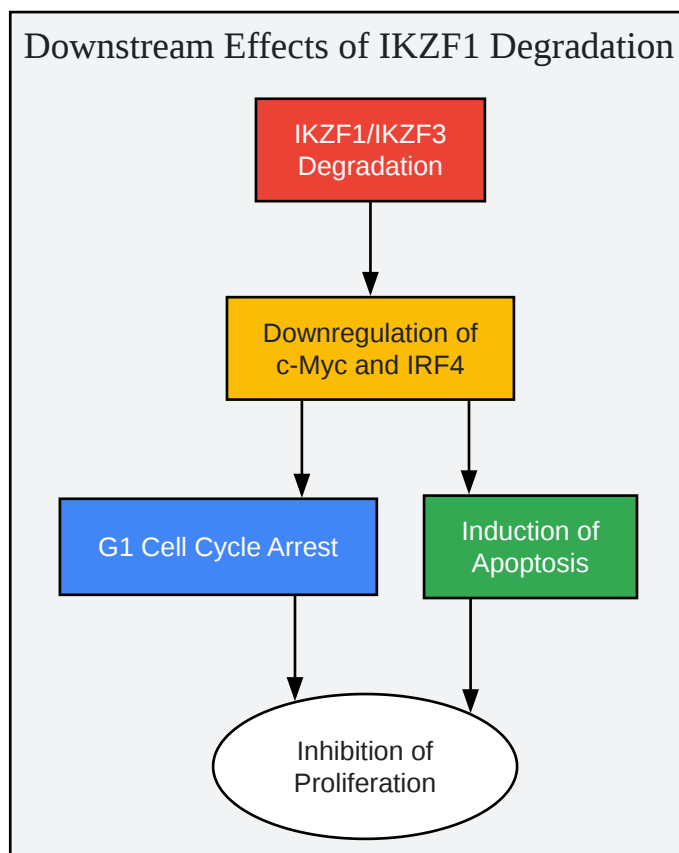 Downstream Effects of IKZF1 Degradation
IKZF1/IKZF3
Degradation
Downregulation of
c-Myc and IRF4
G1 Cell Cycle Arrest
Induction of
Apoptosis
Inhibition of
Proliferation